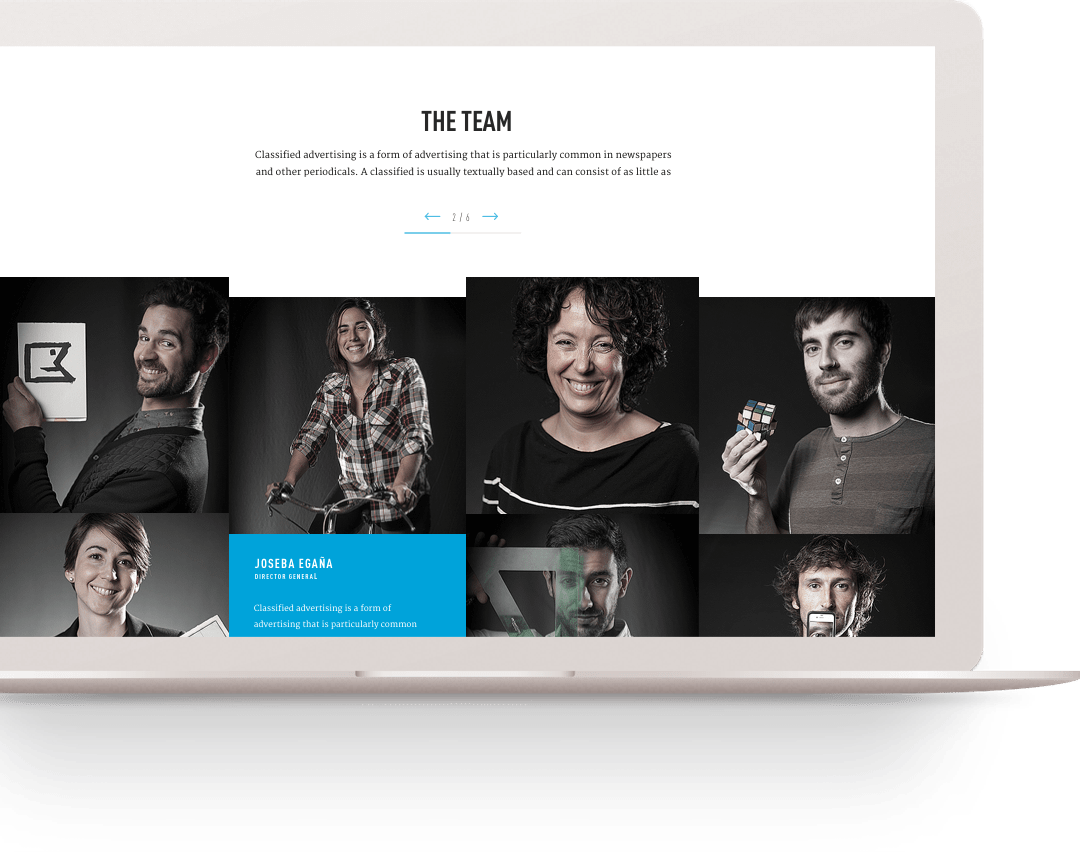 THE TEAM
Classified advertising is a form of advertising that is particularly common in newspapers
and other periodicals. A classified is usually textually based and can consist of as little as
2 / 6
JOSEBA EGAÑA
DIRECTOR GENERAL
Classified advertising is a form of
advertising that is particularly common